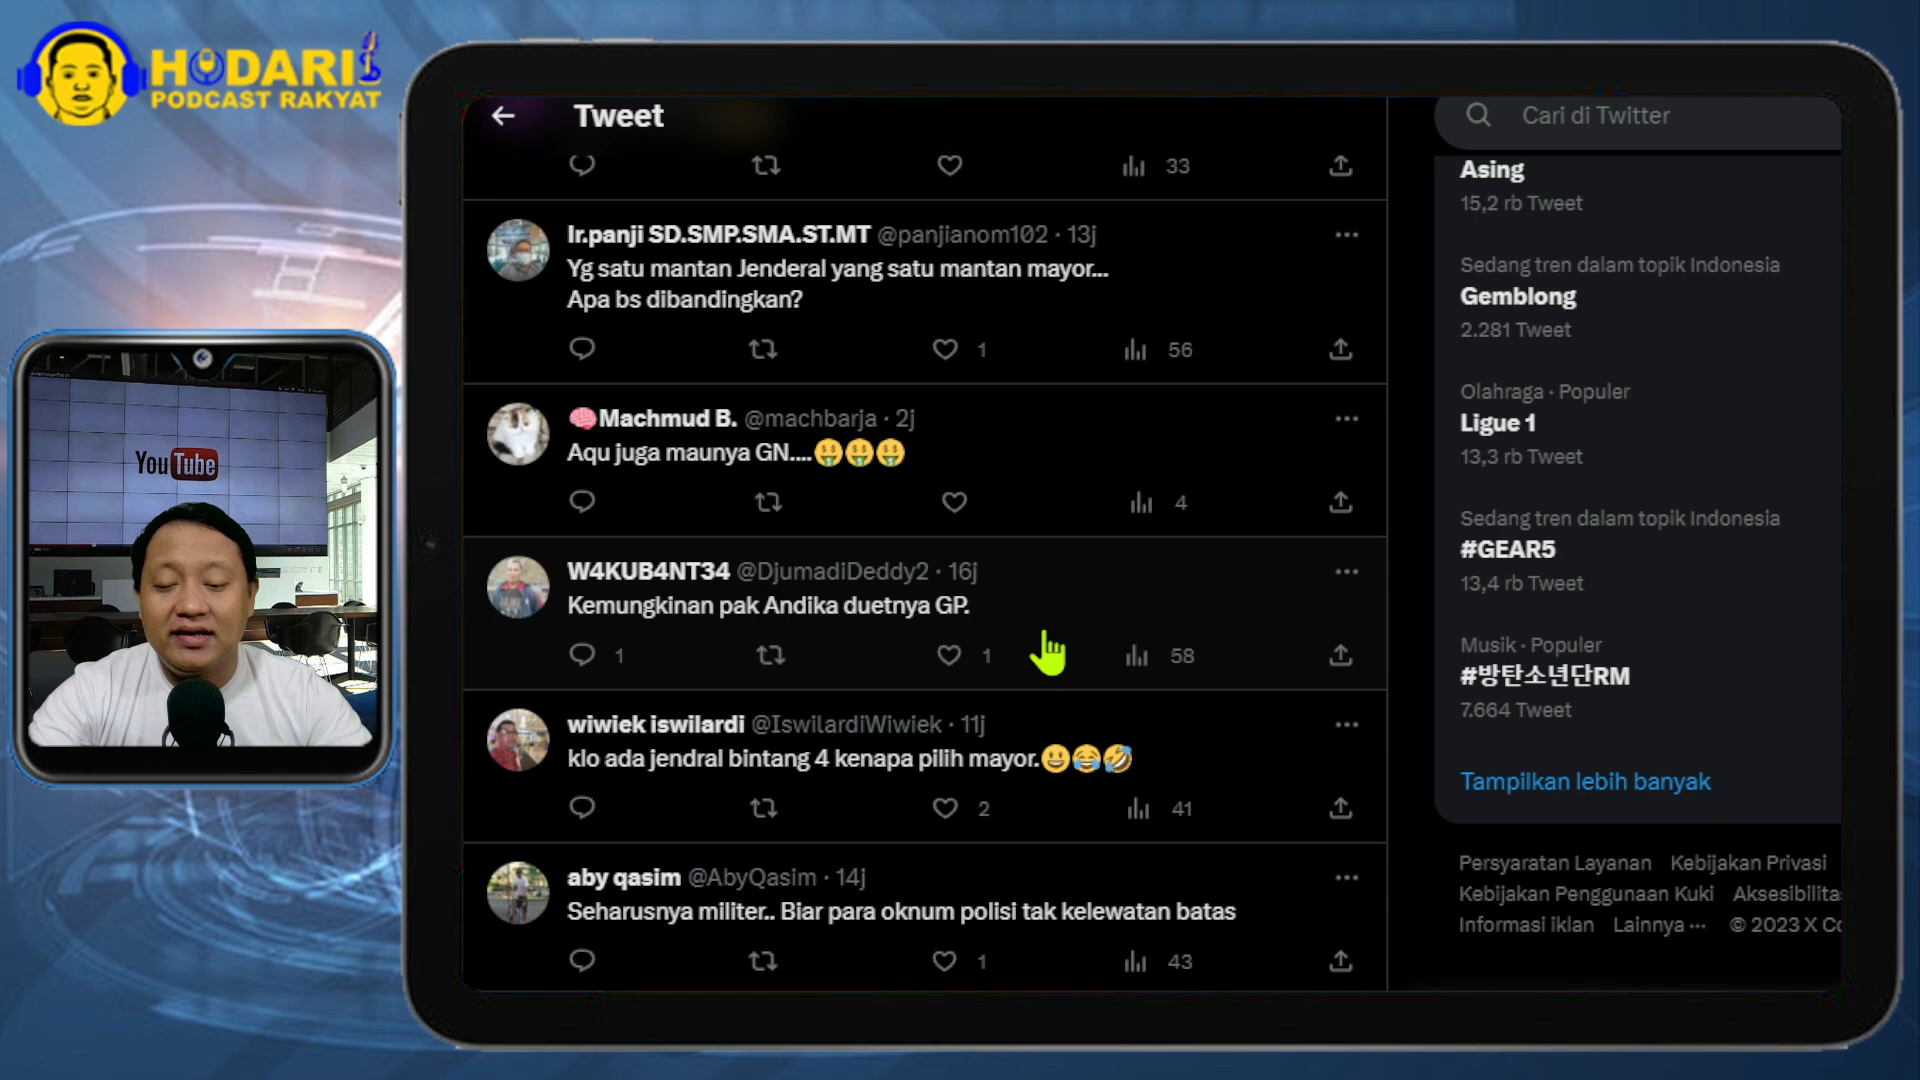 HODARI
PODCAST RAKYAT
YouTube
Tweet
33
Ir.panji SD.SMP.SMA.ST.MT @panjianom102 · 13j
Yg satu mantan Jenderal yang satu mantan mayor...
Apa bs dibandingkan?
1 56
🧠Machmud B. @machbarja · 2j
Aqu juga maunya GN....🤑🤑🤑
4
W4KUB4NT34 @DjumadiDeddy2 · 16j
Kemungkinan pak Andika duetnya GP.
1 1 58
wiwiek iswilardi @IswilardiWiwiek · 11j
klo ada jendral bintang 4 kenapa pilih mayor.😀😂🤣
2 41
aby qasim @AbyQasim · 14j
Seharusnya militer.. Biar para oknum polisi tak kelewatan batas
1 43
Cari di Twitter
Asing
15,2 rb Tweet
Sedang tren dalam topik Indonesia
Gemblong
2.281 Tweet
Olahraga · Populer
Ligue 1
13,3 rb Tweet
Sedang tren dalam topik Indonesia
#GEAR5
13,4 rb Tweet
Musik · Populer
#방탄소년단RM
7.664 Tweet
Tampilkan lebih banyak
Persyaratan Layanan Kebijakan Privasi
Kebijakan Penggunaan Kuki Aksesibilita
Informasi iklan Lainnya ··· © 2023 X Co